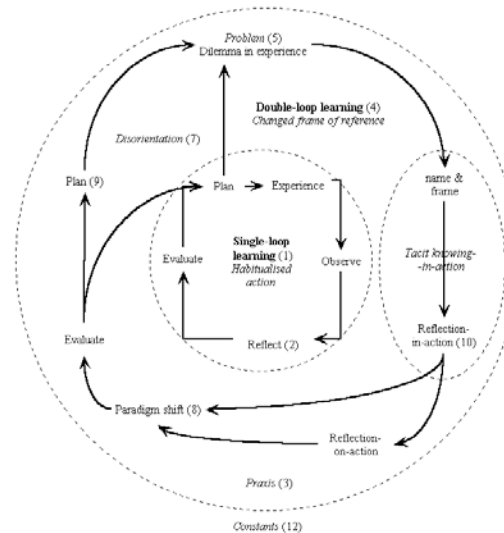 Problem (5)
Dilemma in experience
Double-loop learning (4)
Changed frame of reference
Disorientation (7)
Plan (9)
Plan
Experience
name &
frame
Single-loop
learning (1)
Habitualised
action
Evaluate
Observe
Tacit knowing-
-in-action
Reflect (2)
Evaluate
Reflection-
in-action (10)
Paradigm shift (8)
Reflection-
on-action
Praxis (3)
Constants (12)